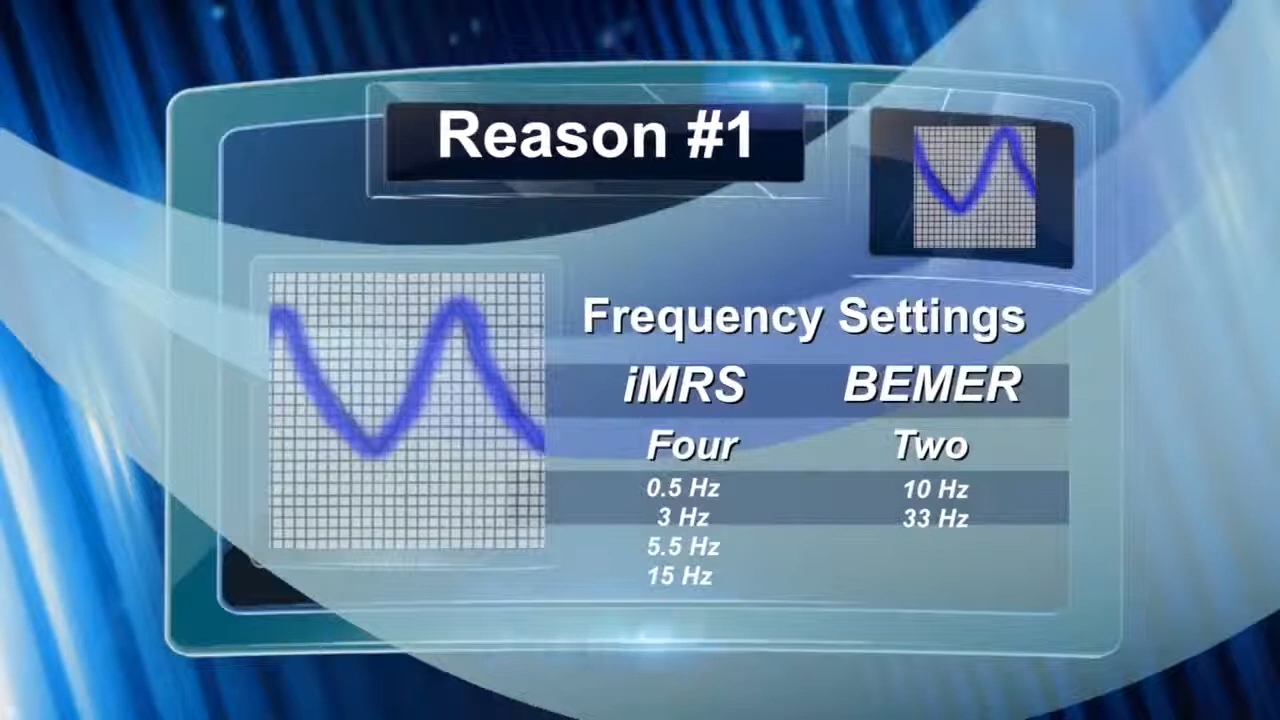 Reason #1
Frequency Settings
iMRS BEMER
Four Two
0.5 Hz 10 Hz
3 Hz 33 Hz
5.5 Hz
15 Hz